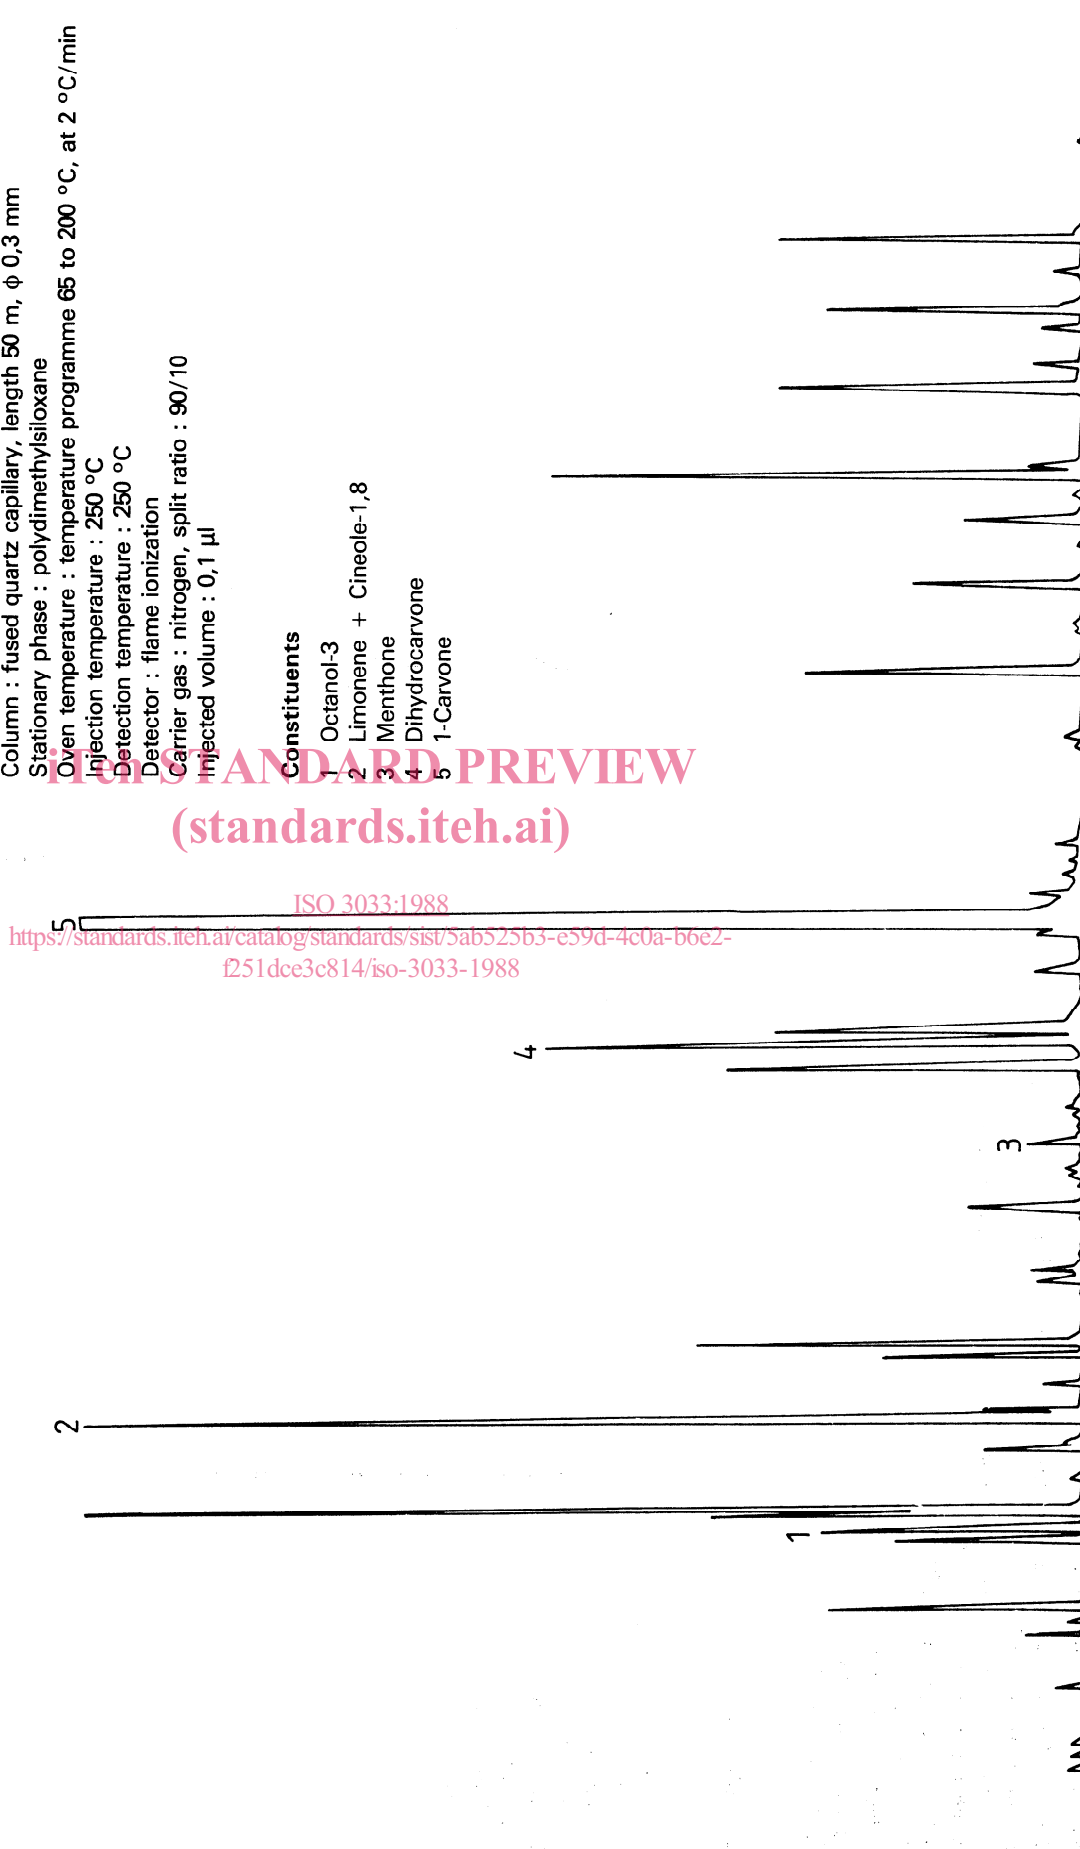 Column : fused quartz capillary, length 50 m, ϕ 0,3 mm
Stationary phase : polydimethylsiloxane
Oven temperature : temperature programme 65 to 200 °C, at 2 °C/min
Injection temperature : 250 °C
Detection temperature : 250 °C
Detector : flame ionization
Carrier gas : nitrogen, split ratio : 90/10
Injected volume : 0,1 µl
Constituents
1 Octanol-3
2 Limonene + Cineole-1,8
3 Menthone
4 Dihydrocarvone
5 1-Carvone
iTeh STANDARD PREVIEW
(standards.iteh.ai)
ISO 3033:1988
https://standards.iteh.ai/catalog/standards/sist/5ab525b3-e59d-4c0a-b6e2-
f251dce3c814/iso-3033-1988
5
4
3
2
1